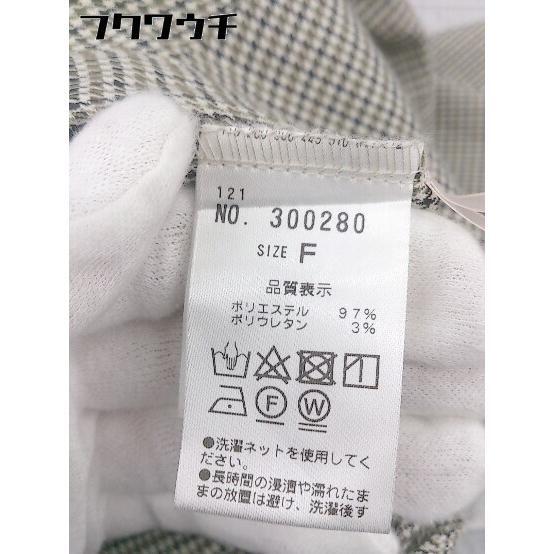 フクワウチ
121
NO. 300280
SIZE F
品質表示
ポリエステル 97%
ポリウレタン 3%
F W
●洗濯ネットを使用してく
ださい。
●長時間の浸漬や濡れたま
まの放置は避け、洗濯後す